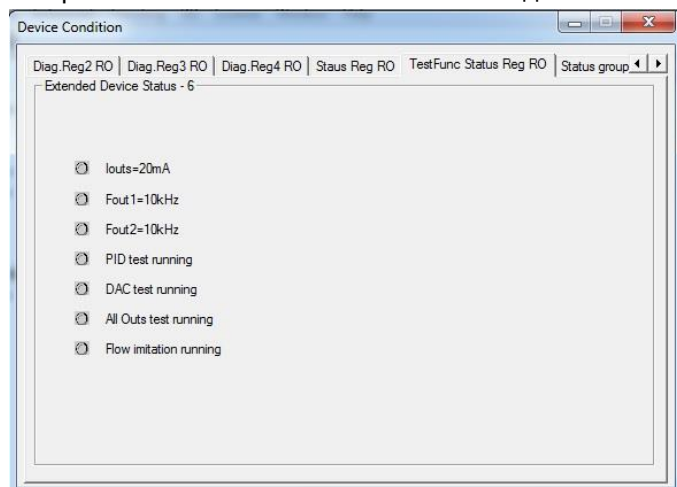 Device Condition
Diag.Reg2 RO Diag.Reg3 RO Diag.Reg4 RO Staus Reg RO TestFunc Status Reg RO Status group
Extended Device Status - 6
Iouts=20mA
Fout1=10kHz
Fout2=10kHz
PID test running
DAC test running
All Outs test running
Flow imitation running